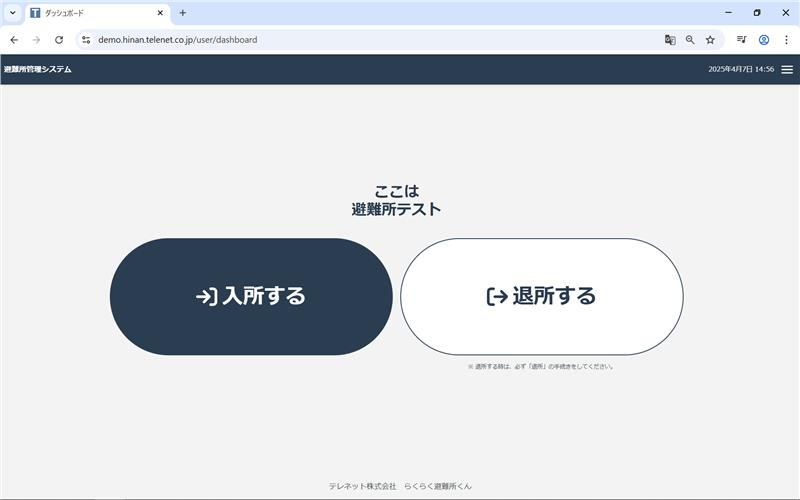 ダッシュボード
demo.hinan.telenet.co.jp/user/dashboard
避難所管理システム
2025年4月7日 14:56
ここは
避難所テスト
入所する
退所する
※ 退所する時は、必ず「退所」の手続きをしてください。
テレネット株式会社 らくらく避難所くん